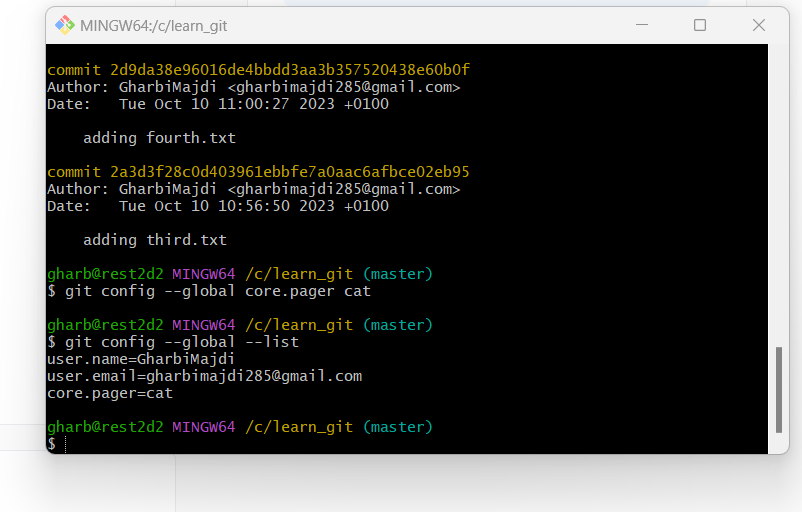 MINGW64:/c/learn_git
commit 2d9da38e96016de4bbdd3aa3b357520438e60b0f
Author: GharbiMajdi <gharbimajdi285@gmail.com>
Date:   Tue Oct 10 11:00:27 2023 +0100
adding fourth.txt
commit 2a3d3f28c0d403961ebbfe7a0aac6afbce02eb95
Author: GharbiMajdi <gharbimajdi285@gmail.com>
Date:   Tue Oct 10 10:56:50 2023 +0100
adding third.txt
gharb@rest2d2 MINGW64 /c/learn_git (master)
$ git config --global core.pager cat
gharb@rest2d2 MINGW64 /c/learn_git (master)
$ git config --global --list
user.name=GharbiMajdi
user.email=gharbimajdi285@gmail.com
core.pager=cat
gharb@rest2d2 MINGW64 /c/learn_git (master)
$